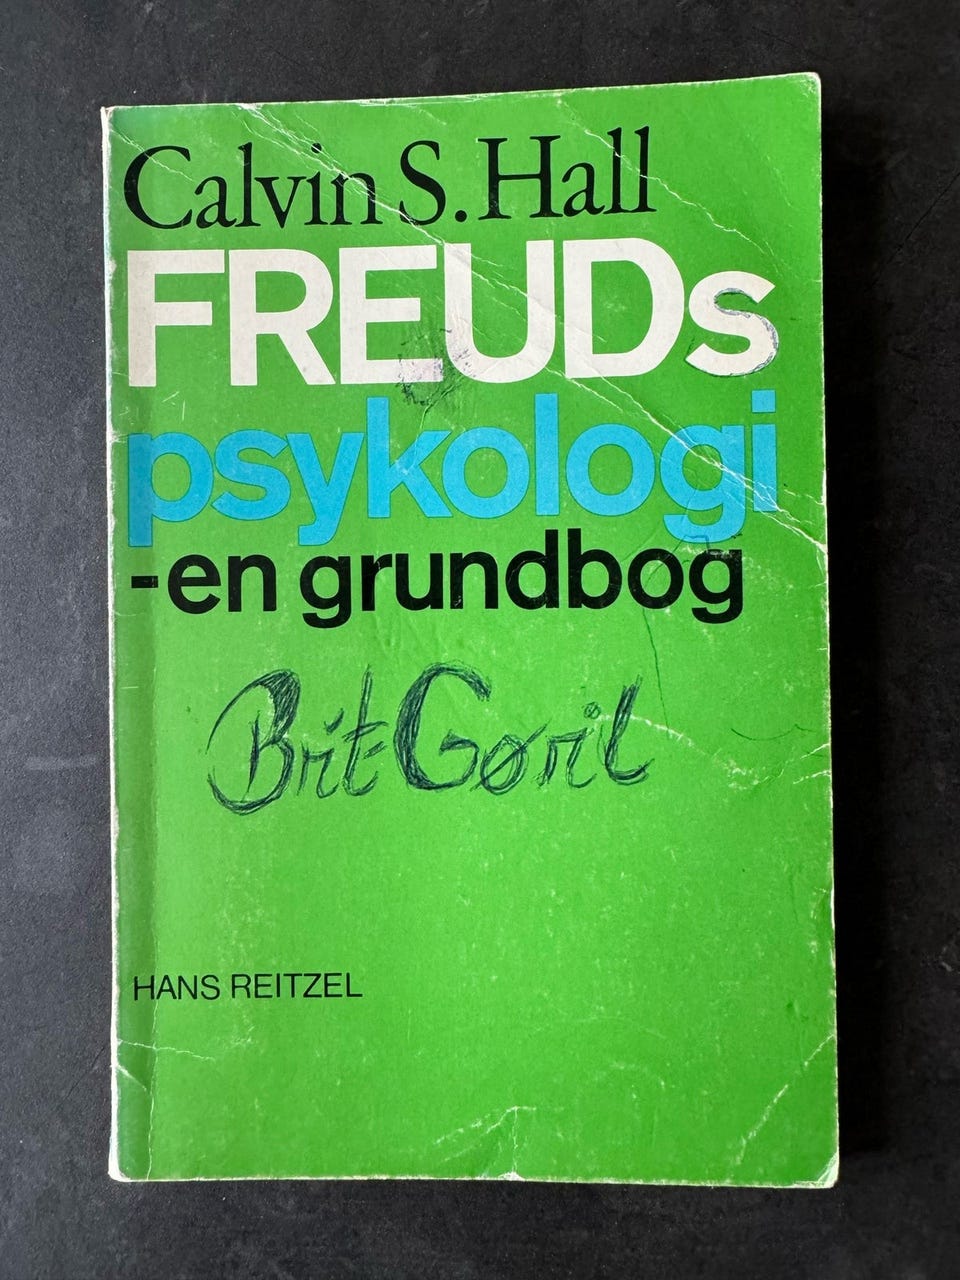 Calvin S. Hall
FREUDs
psykologi
-en grundbog
Brit Gøril
HANS REITZEL